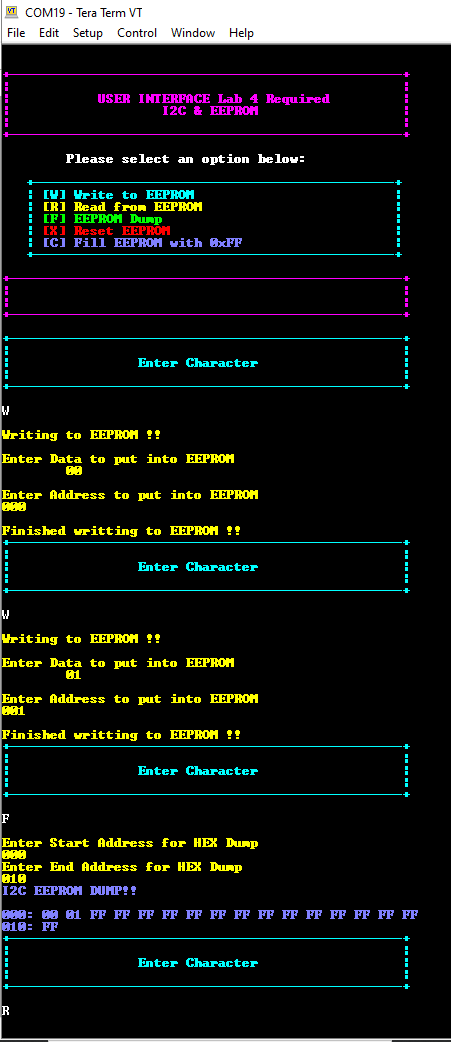 COM19 - Tera Term VT
File Edit Setup Control Window Help
USER INTERFACE Lab 4 Required
I2C & EEPROM
Please select an option below:
[W] Write to EEPROM
[R] Read from EEPROM
[F] EEPROM Dump
[X] Reset EEPROM
[C] Fill EEPROM with 0xFF
Enter Character
W
Writing to EEPROM !!
Enter Data to put into EEPROM
00
Enter Address to put into EEPROM
000
Finished writting to EEPROM !!
Enter Character
W
Writing to EEPROM !!
Enter Data to put into EEPROM
01
Enter Address to put into EEPROM
001
Finished writting to EEPROM !!
Enter Character
F
Enter Start Address for HEX Dump
000
Enter End Address for HEX Dump
010
I2C EEPROM DUMP!!
000: 00 01 FF FF FF FF FF FF FF FF FF FF FF FF FF FF
010: FF
Enter Character
R